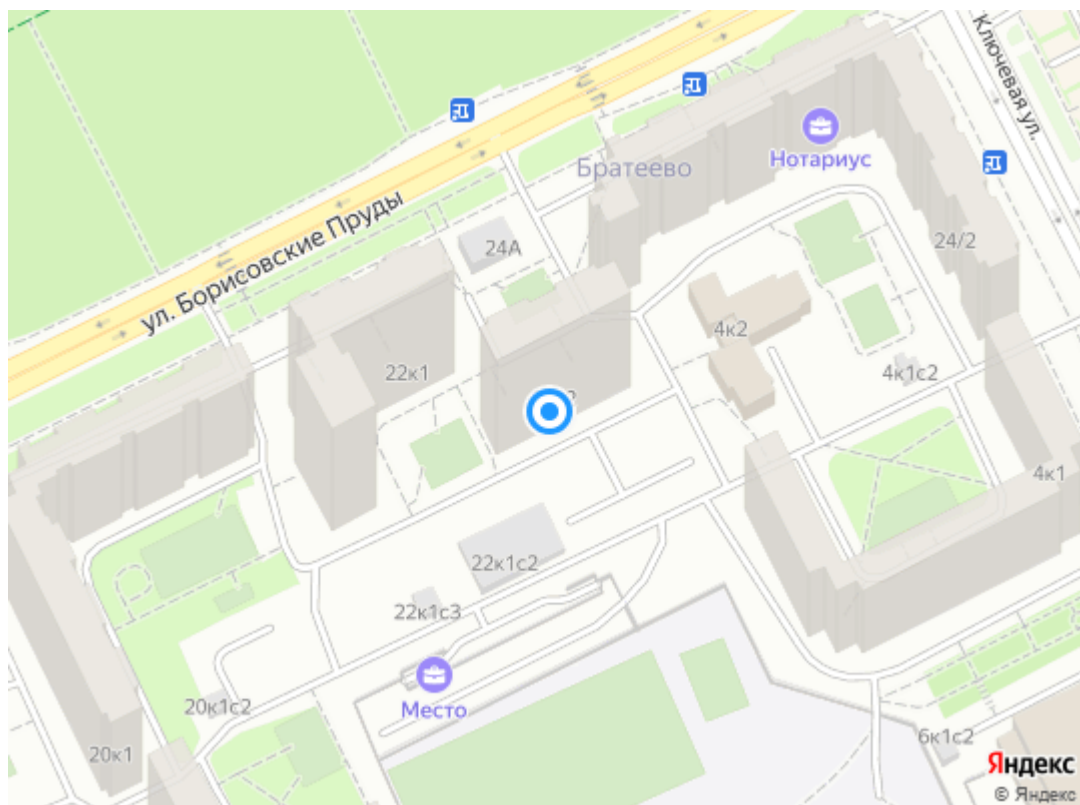 Ключевая ул.
Нотариус
Братеево
ул. Борисовские Пруды
24А
24/2
4к2
22к1
4к1с2
4к1
22к1с2
22к1с3
Место
20к1с2
20к1
6к1с2
Яндекс
© Яндекс